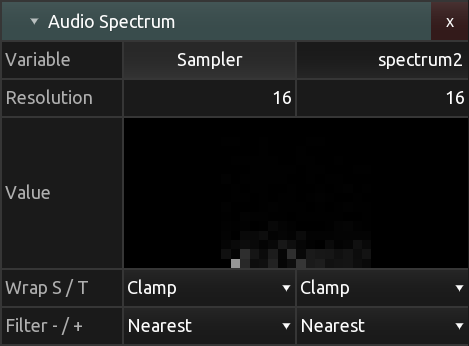 Audio Spectrum x
Variable Sampler spectrum2
Resolution 16 16
Value
Wrap S / T Clamp Clamp
Filter - / + Nearest Nearest